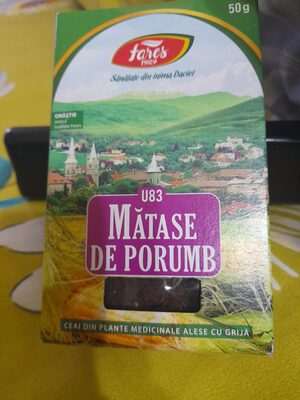 50g
fares
1929
Sănătate din inima Daciei
ORĂȘTIE
U83
MĂTASE
DE PORUMB
CEAI DIN PLANTE MEDICINALE ALESE CU GRIJĂ